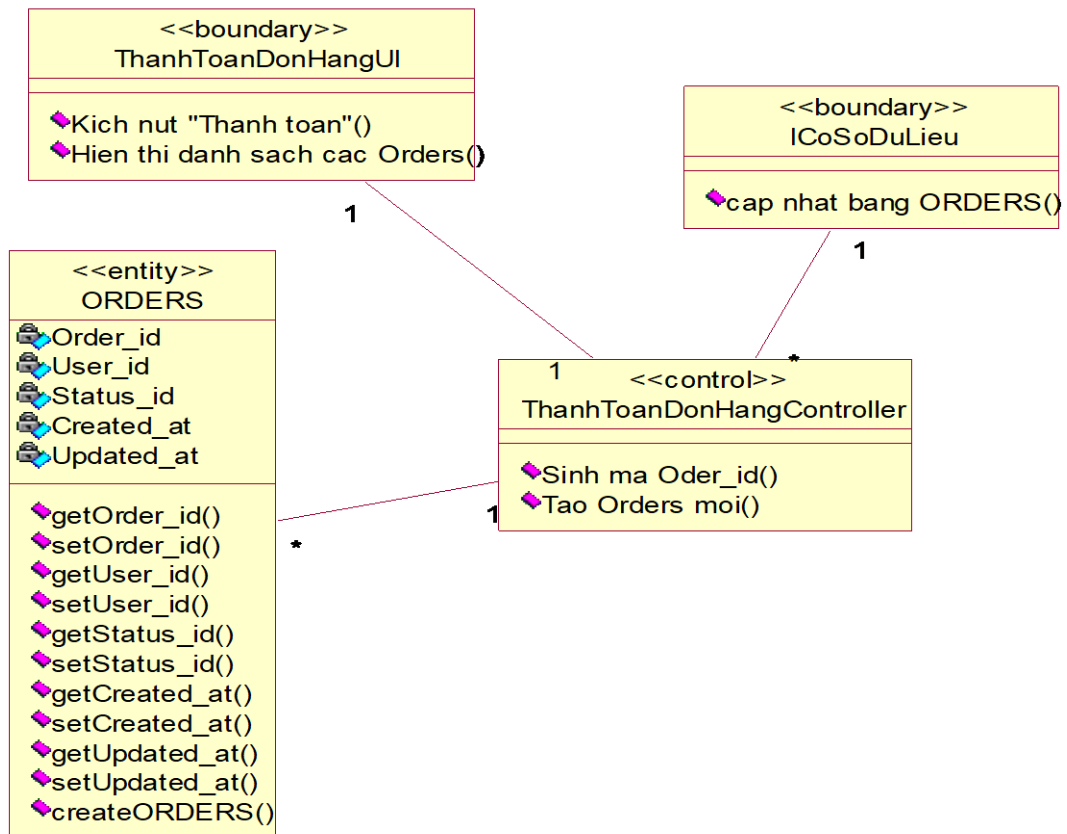 <<boundary>>
ThanhToanDonHangUI
Kich nut "Thanh toan"()
Hien thi danh sach cac Orders()
1
<<boundary>>
ICoSoDuLieu
cap nhat bang ORDERS()
1
<<entity>>
ORDERS
Order_id
User_id
Status_id
Created_at
Updated_at
getOrder_id()
setOrder_id()
getUser_id()
setUser_id()
getStatus_id()
setStatus_id()
getCreated_at()
setCreated_at()
getUpdated_at()
setUpdated_at()
createORDERS()
*
1
1
*
<<control>>
ThanhToanDonHangController
Sinh ma Oder_id()
Tao Orders moi()